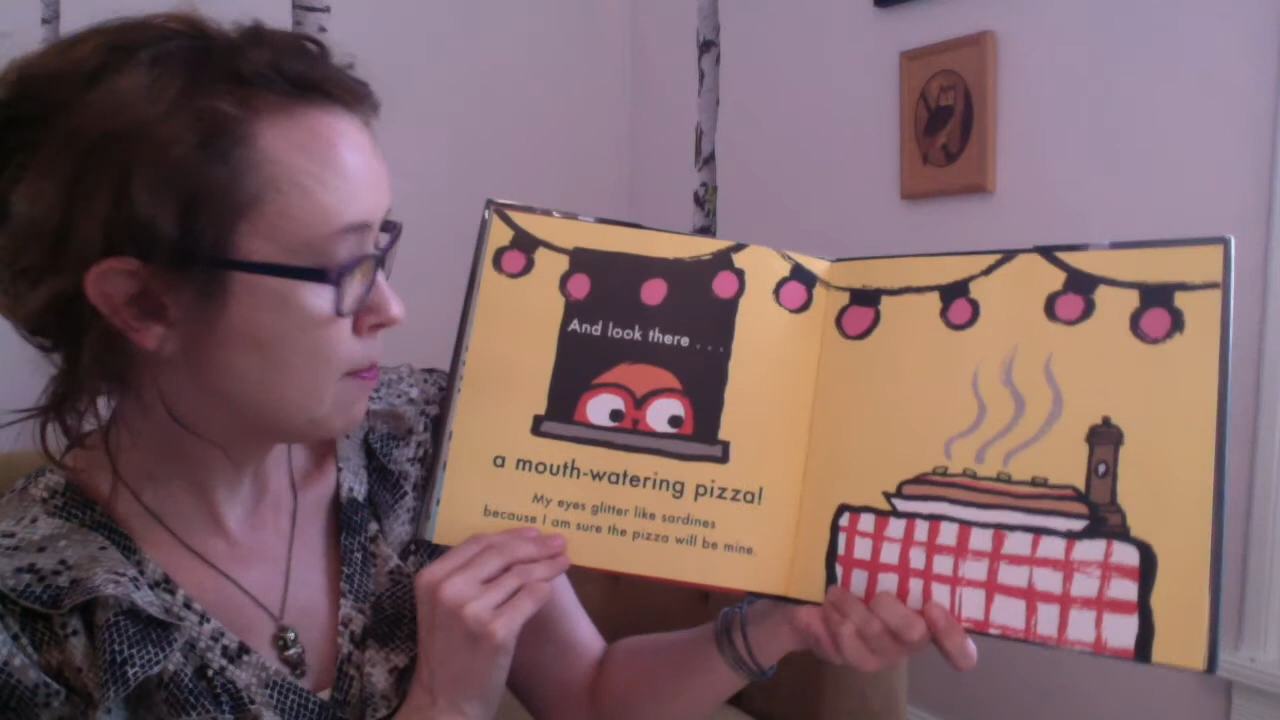 And look there . . .
a mouth-watering pizza!
My eyes glitter like sardines
because I am sure the pizza will be mine.